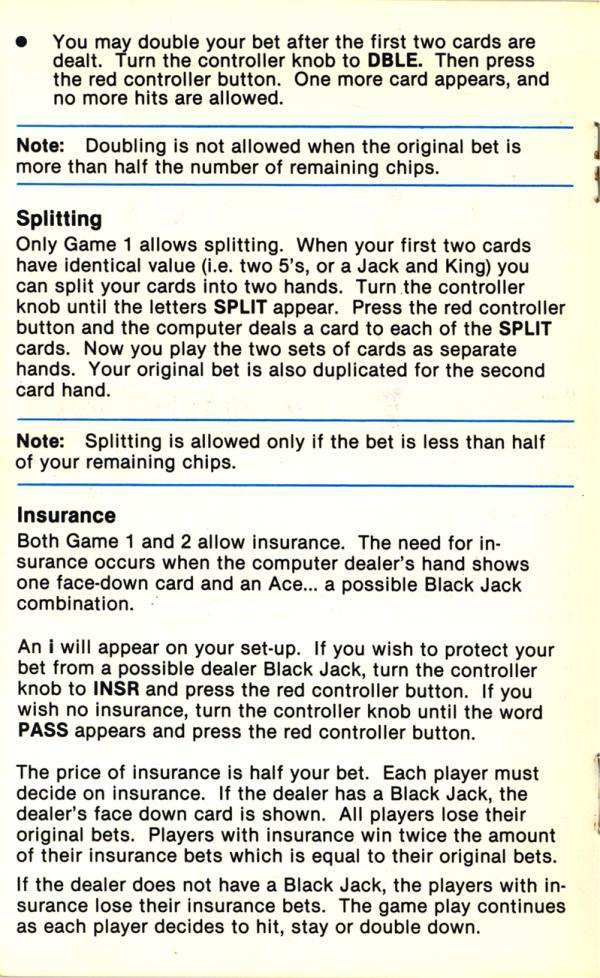 ● You may double your bet after the first two cards are
dealt. Turn the controller knob to DBLE. Then press
the red controller button. One more card appears, and
no more hits are allowed.
Note: Doubling is not allowed when the original bet is
more than half the number of remaining chips.
Splitting
Only Game 1 allows splitting. When your first two cards
have identical value (i.e. two 5's, or a Jack and King) you
can split your cards into two hands. Turn the controller
knob until the letters SPLIT appear. Press the red controller
button and the computer deals a card to each of the SPLIT
cards. Now you play the two sets of cards as separate
hands. Your original bet is also duplicated for the second
card hand.
Note: Splitting is allowed only if the bet is less than half
of your remaining chips.
Insurance
Both Game 1 and 2 allow insurance. The need for in-
surance occurs when the computer dealer's hand shows
one face-down card and an Ace... a possible Black Jack
combination.
An i will appear on your set-up. If you wish to protect your
bet from a possible dealer Black Jack, turn the controller
knob to INSR and press the red controller button. If you
wish no insurance, turn the controller knob until the word
PASS appears and press the red controller button.
The price of insurance is half your bet. Each player must
decide on insurance. If the dealer has a Black Jack, the
dealer's face down card is shown. All players lose their
original bets. Players with insurance win twice the amount
of their insurance bets which is equal to their original bets.
If the dealer does not have a Black Jack, the players with in-
surance lose their insurance bets. The game play continues
as each player decides to hit, stay or double down.